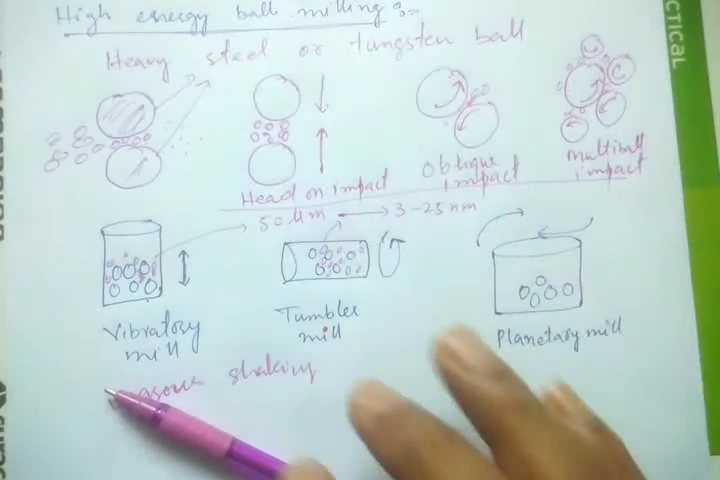 High energy ball milling :-
Heavy steel or tungsten ball
Head on impact
Oblique
impact
Multiball
impact
50 μm → 3-25 nm
Vibratory
mill
Tumbler
mill
Planetary mill
shaking
CTICAL